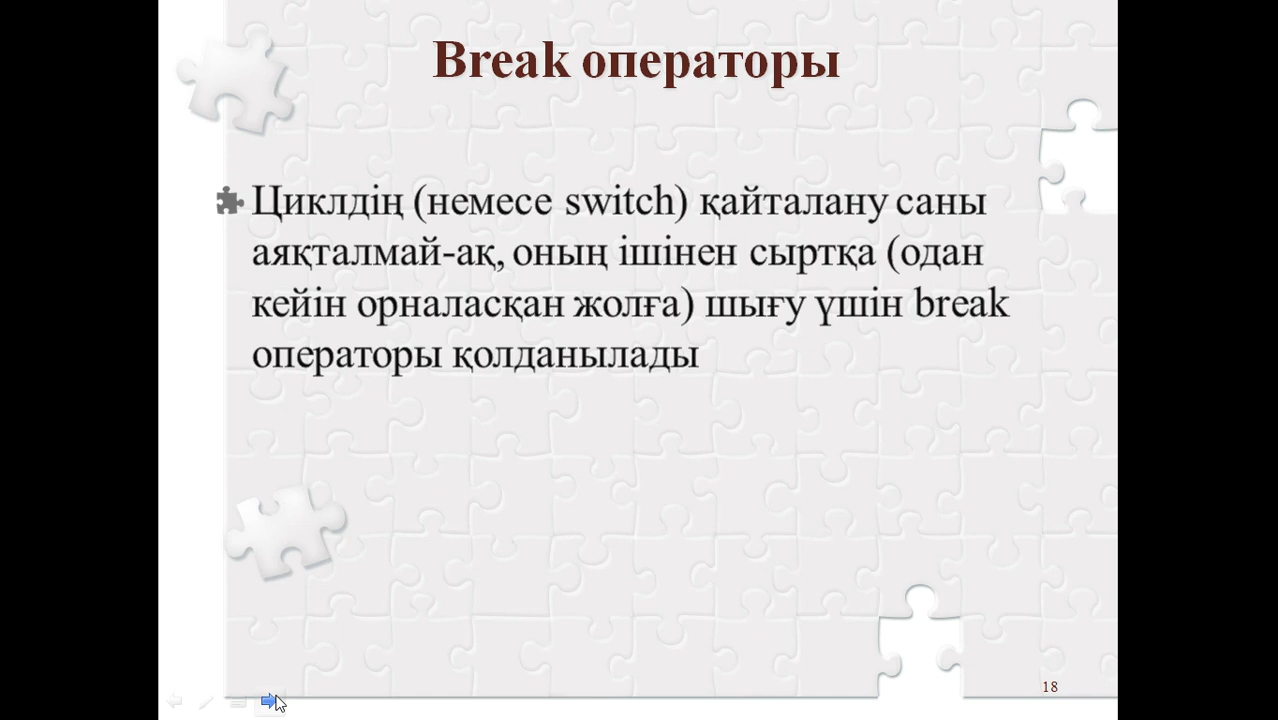 Break операторы
Циклдің (немесе switch) қайталану саны
аяқталмай-ақ, оның ішінен сыртқа (одан
кейін орналасқан жолға) шығу үшін break
операторы қолданылады
18